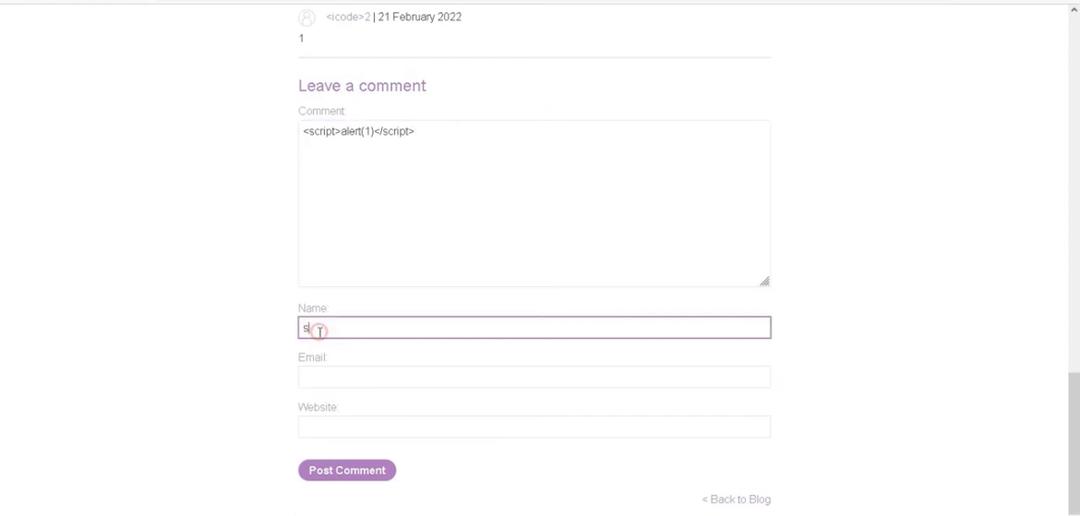 <icode>2 | 21 February 2022
1
Leave a comment
Comment:
<script>alert(1)</script>
Name:
s
Email:
Website:
Post Comment
< Back to Blog